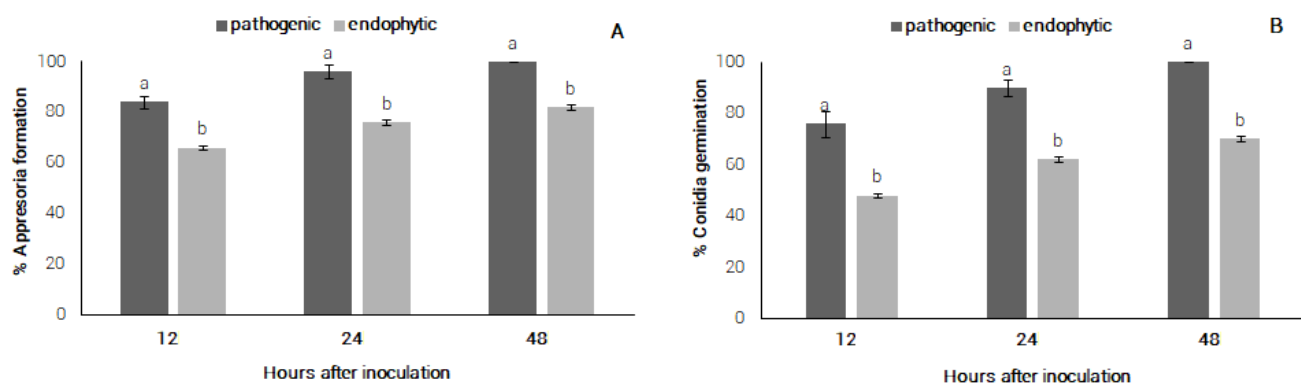 pathogenic endophytic
A
% Appresoria formation
100
80
60
40
20
0
a
b
a
b
a
b
12 24 48
Hours after inoculation
pathogenic endophytic
B
% Conidia germination
100
80
60
40
20
0
a
b
a
b
a
b
12 24 48
Hours after inoculation